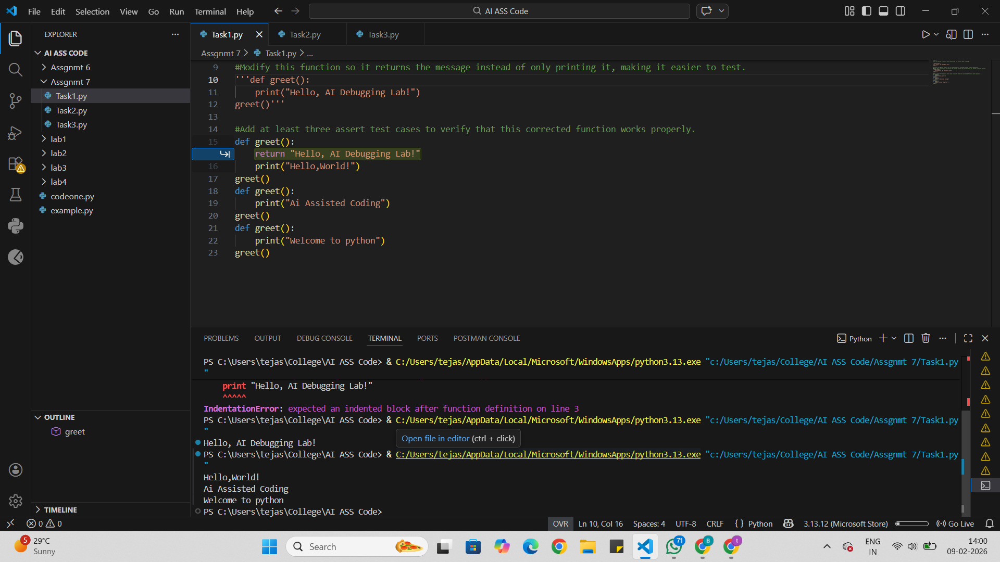 File Edit Selection View Go Run Terminal Help
AI ASS Code
EXPLORER
AI ASS CODE
Assgnmt 6
Assgnmt 7
Task1.py
Task2.py
Task3.py
lab1
lab2
lab3
lab4
codeone.py
example.py
OUTLINE
greet
TIMELINE
Task1.py
Task2.py
Task3.py
Assgnmt 7 > Task1.py > ...
9 #Modify this function so it returns the message instead of only printing it, making it easier to test.
10 '''def greet():
11 print("Hello, AI Debugging Lab!")
12 greet()'''
13
14 #Add at least three assert test cases to verify that this corrected function works properly.
15 def greet():
return "Hello, AI Debugging Lab!"
16 print("Hello,World!")
17 greet()
18 def greet():
19 print("Ai Assisted Coding")
20 greet()
21 def greet():
22 print("Welcome to python")
23 greet()
PROBLEMS OUTPUT DEBUG CONSOLE TERMINAL PORTS POSTMAN CONSOLE
Python
PS C:\Users\tejas\College\AI ASS Code> & C:/Users/tejas/AppData/Local/Microsoft/WindowsApps/python3.13.exe "c:/Users/tejas/College/AI ASS Code/Assgnmt 7/Task1.py
"
print "Hello, AI Debugging Lab!"
^^^^^
IndentationError: expected an indented block after function definition on line 3
PS C:\Users\tejas\College\AI ASS Code> & C:/Users/tejas/AppData/Local/Microsoft/WindowsApps/python3.13.exe "c:/Users/tejas/College/AI ASS Code/Assgnmt 7/Task1.py
"
Open file in editor (ctrl + click)
Hello, AI Debugging Lab!
PS C:\Users\tejas\College\AI ASS Code> & C:/Users/tejas/AppData/Local/Microsoft/WindowsApps/python3.13.exe "c:/Users/tejas/College/AI ASS Code/Assgnmt 7/Task1.py
"
Hello,World!
Ai Assisted Coding
Welcome to python
PS C:\Users\tejas\College\AI ASS Code>
0 0
OVR Ln 10, Col 16 Spaces: 4 UTF-8 CRLF { } Python 3.13.12 (Microsoft Store) Go Live
5
29°C
Sunny
Search
71
B
t
ENG
IN
14:00
09-02-2026